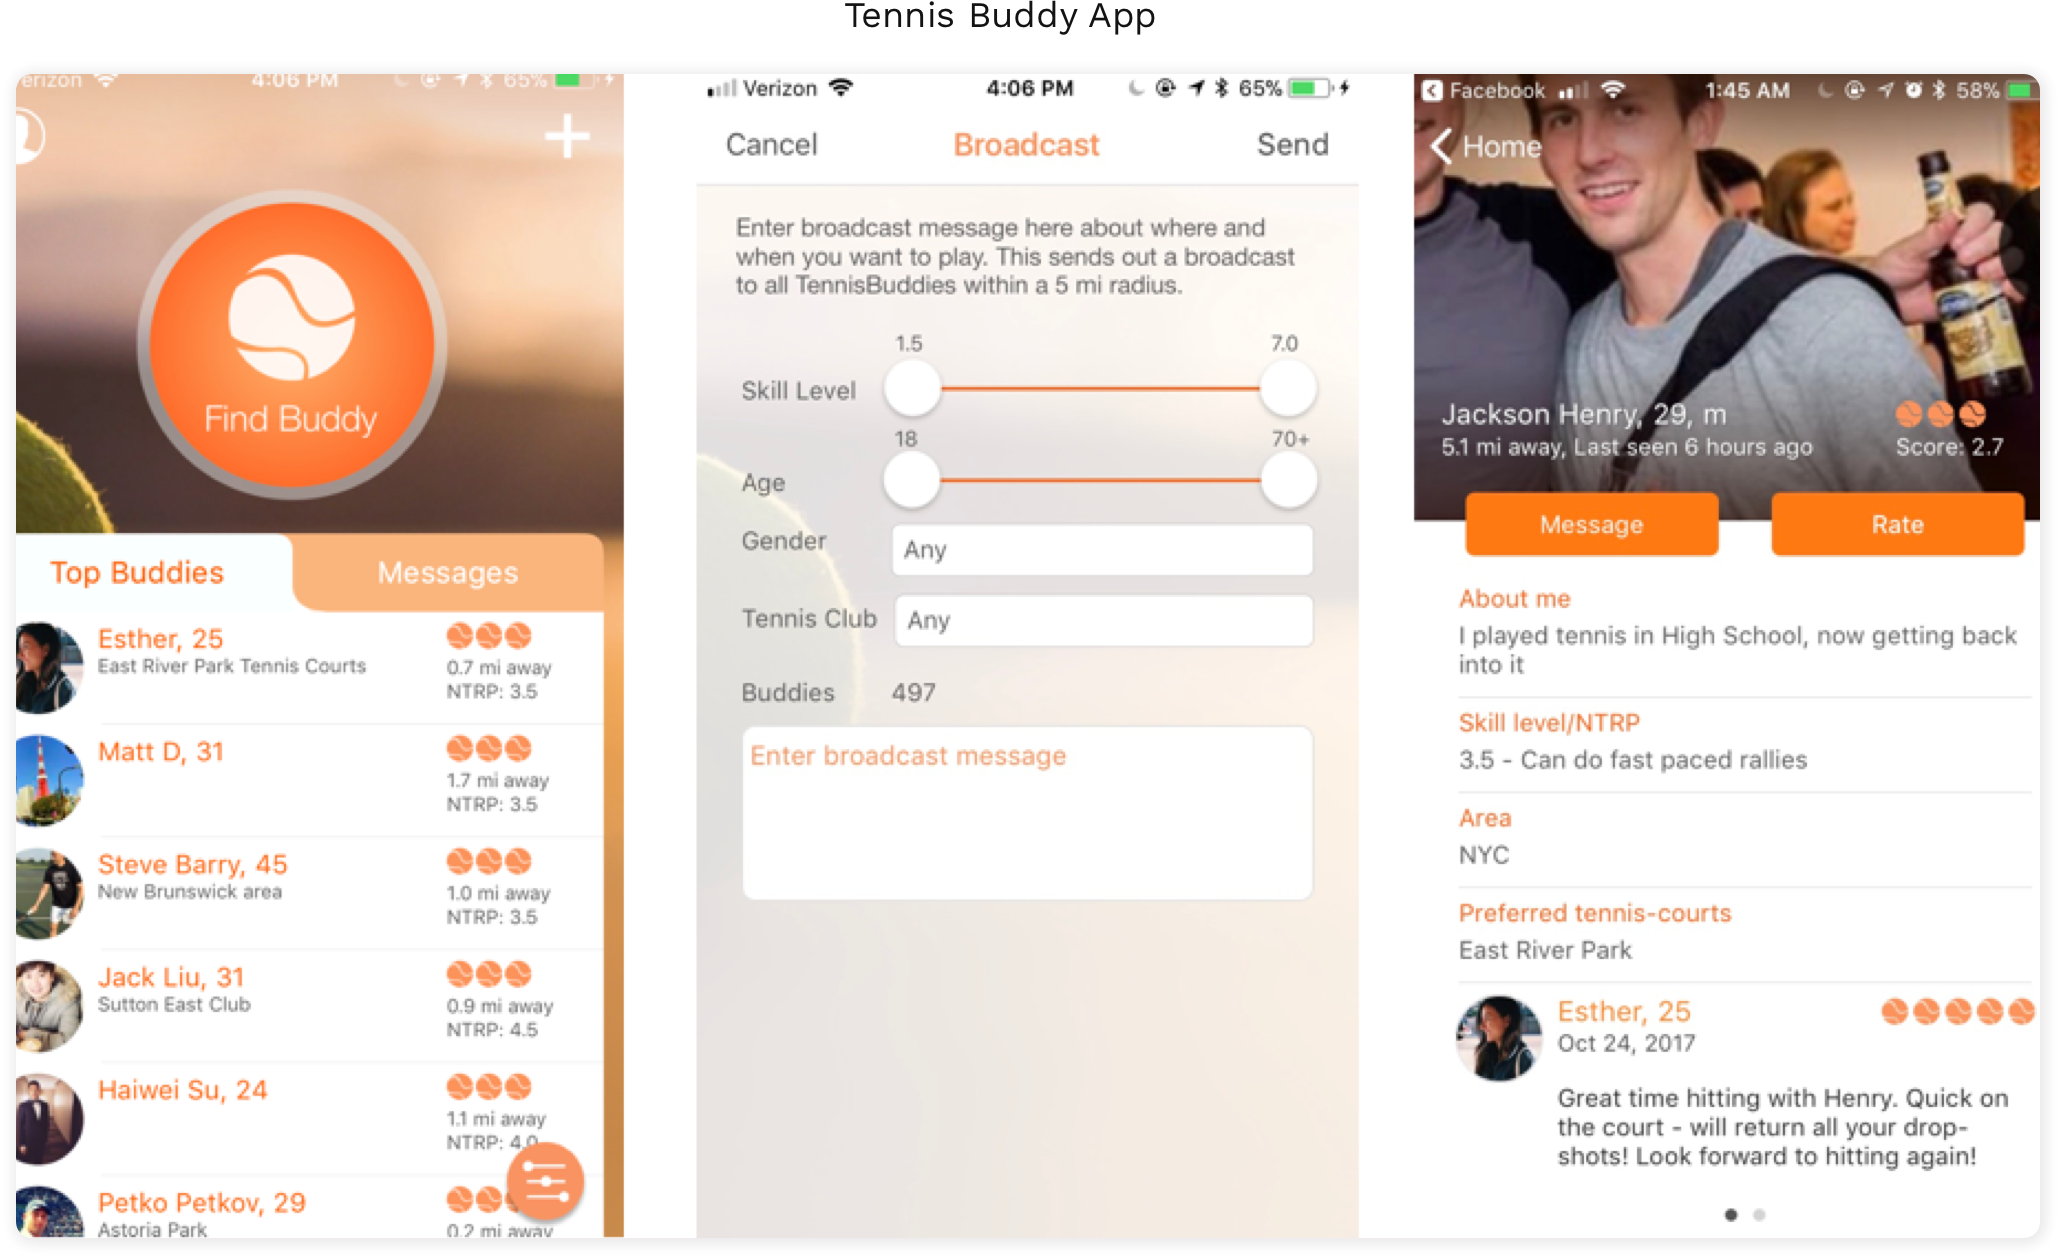 Tennis Buddy App
erizon 4:06 PM 65%
Find Buddy
Top Buddies Messages
Esther, 25
East River Park Tennis Courts
0.7 mi away
NTRP: 3.5
Matt D, 31
1.7 mi away
NTRP: 3.5
Steve Barry, 45
New Brunswick area
1.0 mi away
NTRP: 3.5
Jack Liu, 31
Sutton East Club
0.9 mi away
NTRP: 4.5
Haiwei Su, 24
1.1 mi away
NTRP: 4.0
Petko Petkov, 29
Astoria Park
0.2 mi away
Verizon 4:06 PM 65%
Cancel Broadcast Send
Enter broadcast message here about where and
when you want to play. This sends out a broadcast
to all TennisBuddies within a 5 mi radius.
1.5 7.0
Skill Level
18 70+
Age
Gender Any
Tennis Club Any
Buddies 497
Enter broadcast message
Facebook 1:45 AM 58%
Home
Jackson Henry, 29, m
5.1 mi away, Last seen 6 hours ago Score: 2.7
Message Rate
About me
I played tennis in High School, now getting back
into it
Skill level/NTRP
3.5 - Can do fast paced rallies
Area
NYC
Preferred tennis-courts
East River Park
Esther, 25
Oct 24, 2017
Great time hitting with Henry. Quick on
the court - will return all your drop-
shots! Look forward to hitting again!